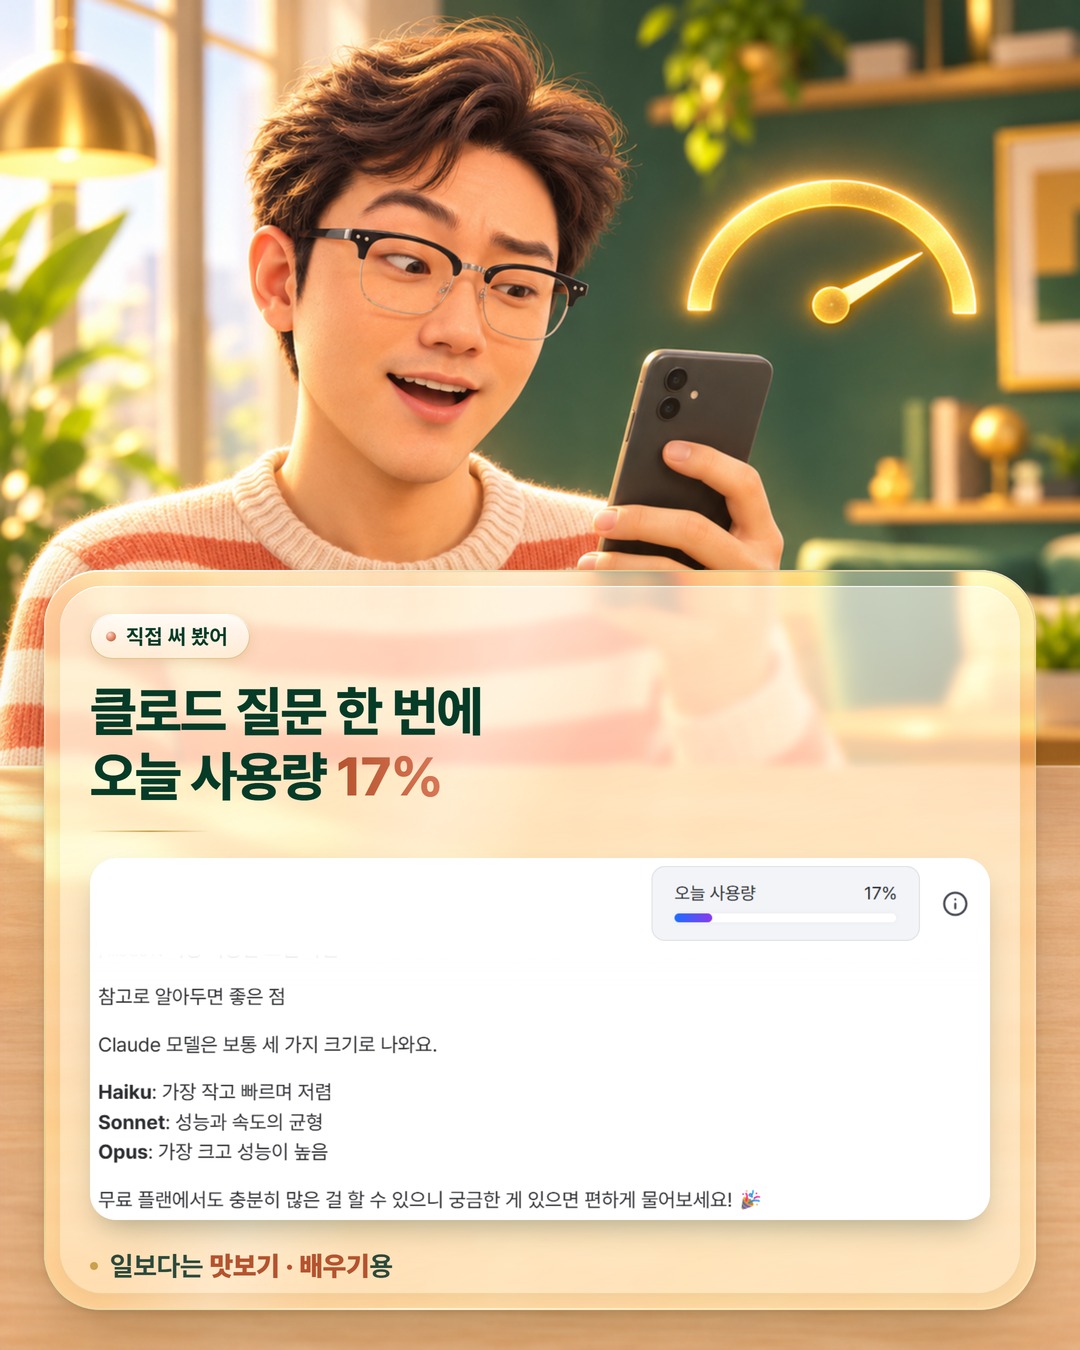 직접 써 봤어
클로드 질문 한 번에
오늘 사용량 17%
오늘 사용량 17%
참고로 알아두면 좋은 점
Claude 모델은 보통 세 가지 크기로 나와요.
Haiku: 가장 작고 빠르며 저렴
Sonnet: 성능과 속도의 균형
Opus: 가장 크고 성능이 높음
무료 플랜에서도 충분히 많은 걸 할 수 있으니 궁금한 게 있으면 편하게 물어보세요! 🎉
• 일보다는 맛보기 · 배우기용